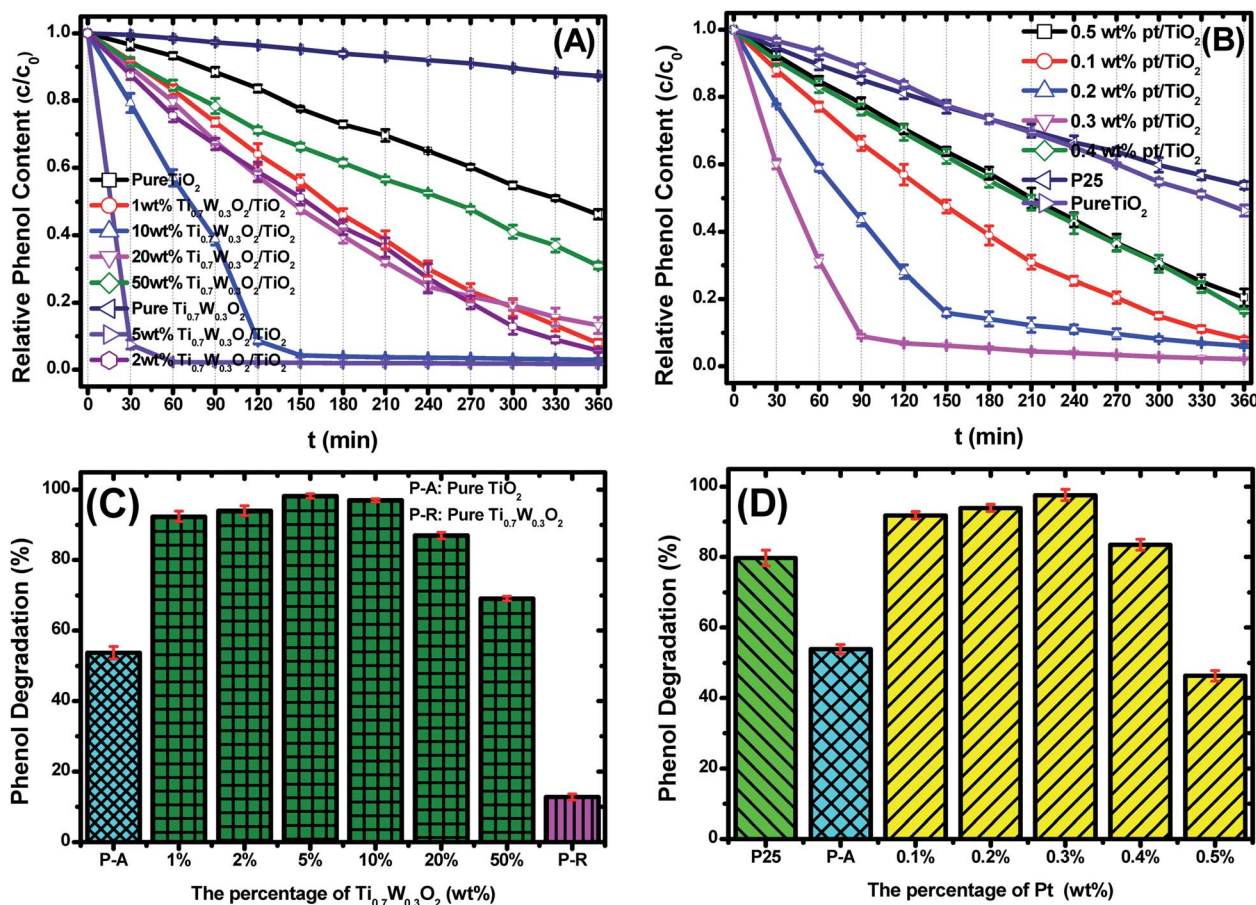 (A)
Relative Phenol Content (c/c₀)
1.0
0.8
0.6
0.4
0.2
0.0
PureTiO₂
1wt% Ti₀.₇W₀.₃O₂/TiO₂
10wt% Ti₀.₇W₀.₃O₂/TiO₂
20wt% Ti₀.₇W₀.₃O₂/TiO₂
50wt% Ti₀.₇W₀.₃O₂/TiO₂
Pure Ti₀.₇W₀.₃O₂
5wt% Ti₀.₇W₀.₃O₂/TiO₂
2wt% Ti₀.₇W₀.₃O₂/TiO₂
0 30 60 90 120 150 180 210 240 270 300 330 360
t (min)
(B)
Relative Phenol Content (c/c₀)
1.0
0.8
0.6
0.4
0.2
0.0
0.5 wt% pt/TiO₂
0.1 wt% pt/TiO₂
0.2 wt% pt/TiO₂
0.3 wt% pt/TiO₂
0.4 wt% pt/TiO₂
P25
PureTiO₂
0 30 60 90 120 150 180 210 240 270 300 330 360
t (min)
(C)
Phenol Degradation (%)
100
80
60
40
20
0
P-A: Pure TiO₂
P-R: Pure Ti₀.₇W₀.₃O₂
P-A 1% 2% 5% 10% 20% 50% P-R
The percentage of Ti₀.₇W₀.₃O₂ (wt%)
(D)
Phenol Degradation (%)
100
80
60
40
20
0
P25 P-A 0.1% 0.2% 0.3% 0.4% 0.5%
The percentage of Pt (wt%)